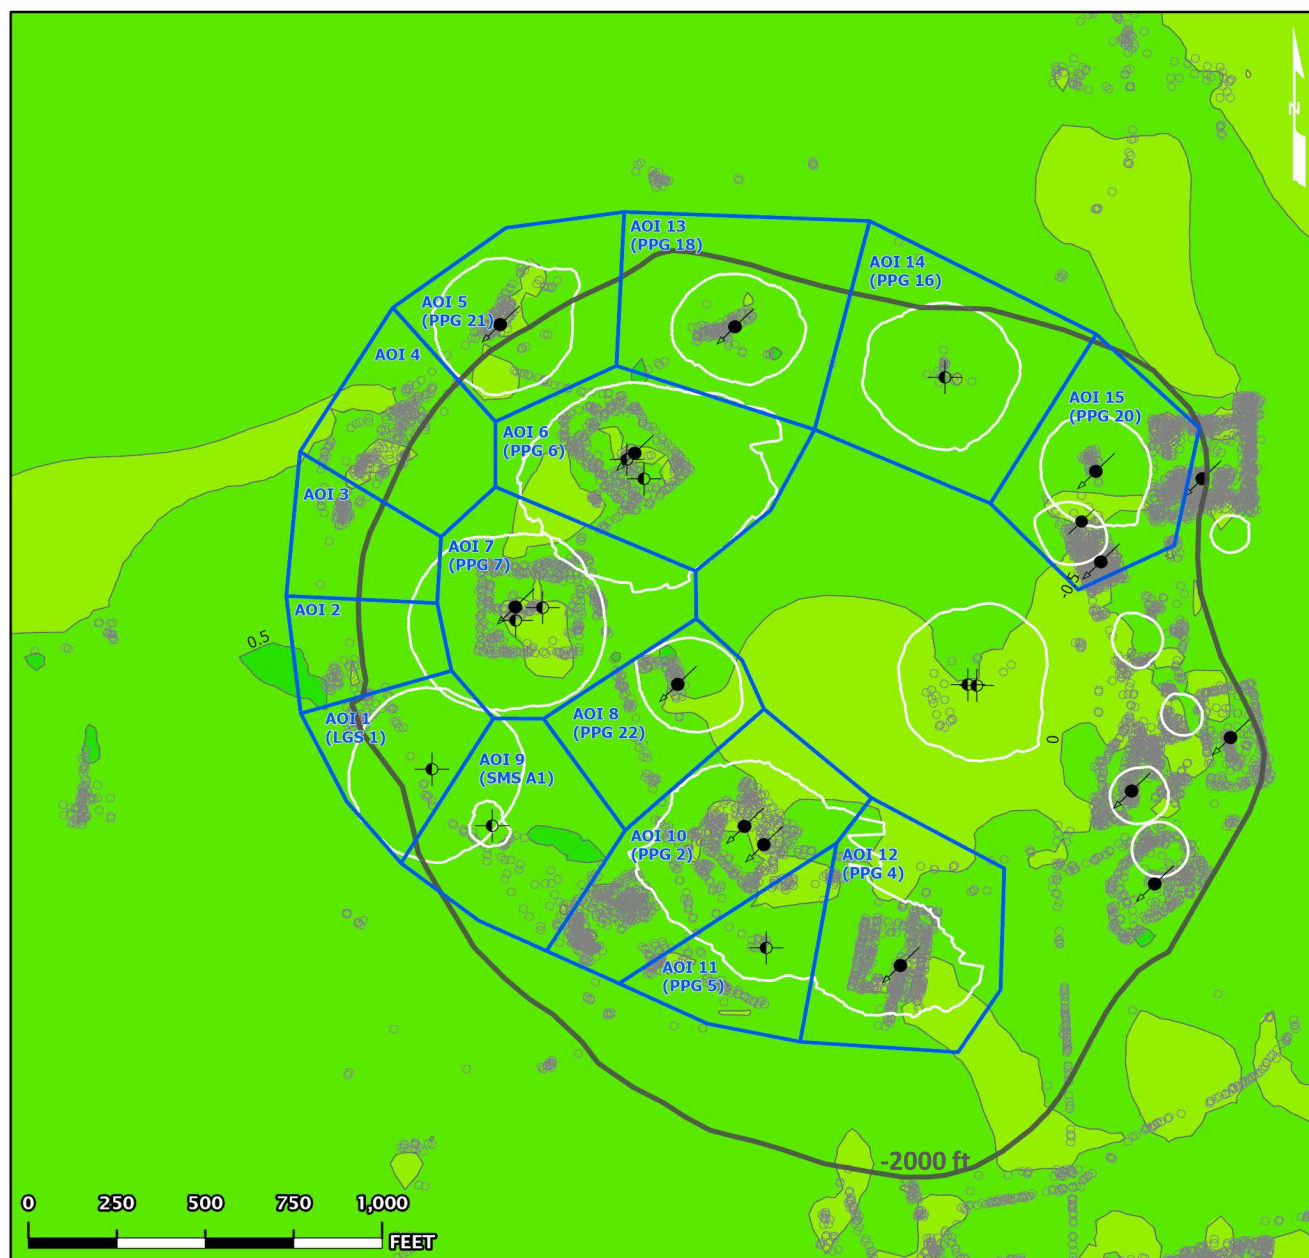 N
AOI 13
(PPG 18)
AOI 14
(PPG 16)
AOI 5
(PPG 21)
AOI 4
AOI 15
(PPG 20)
AOI 6
(PPG 6)
AOI 3
AOI 7
(PPG 7)
-0.5
AOI 2
0.5
AOI 1
(LGS 1)
AOI 8
(PPG 22)
0
AOI 9
(SMS A1)
AOI 10
(PPG 2)
AOI 12
(PPG 4)
AOI 11
(PPG 5)
-2000 ft
0 250 500 750 1,000
FEET